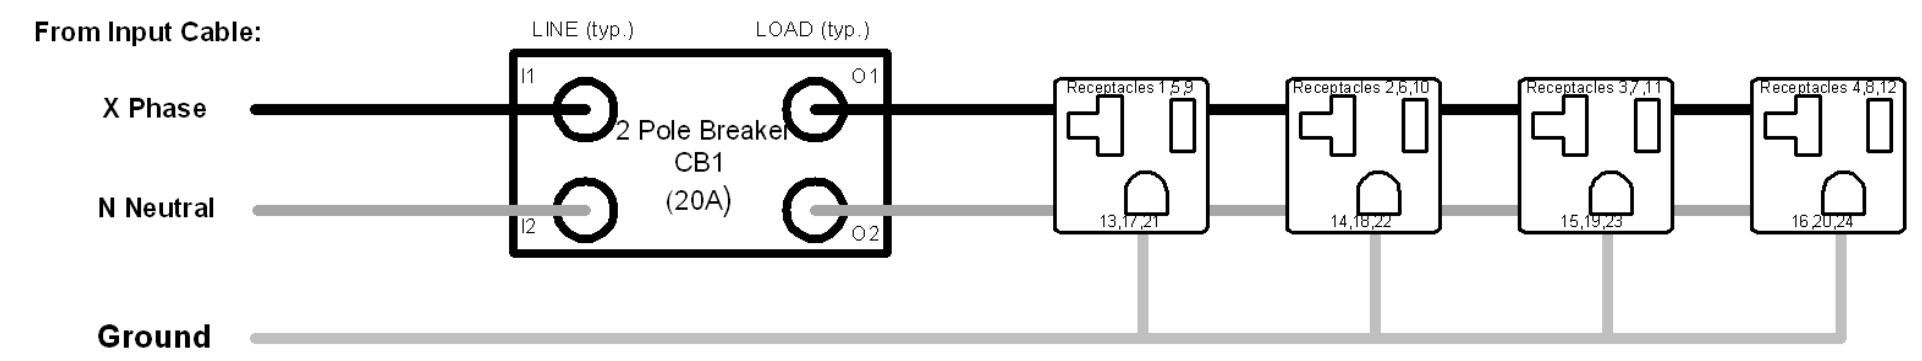 From Input Cable:
LINE (typ.)
LOAD (typ.)
I1
O1
X Phase
2 Pole Breaker
CB1
(20A)
N Neutral
I2
O2
Receptacles 1,5,9
13,17,21
Receptacles 2,6,10
14,18,22
Receptacles 3,7,11
15,19,23
Receptacles 4,8,12
16,20,24
Ground